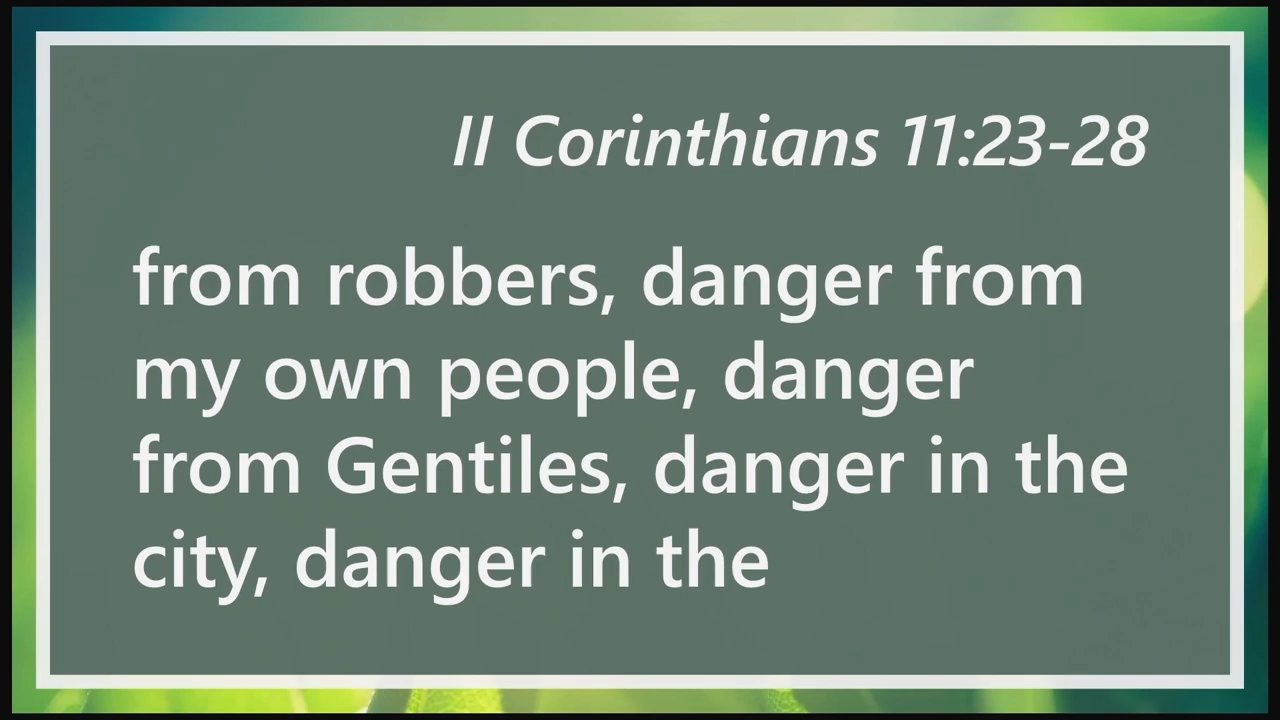 II Corinthians 11:23-28
from robbers, danger from
my own people, danger
from Gentiles, danger in the
city, danger in the